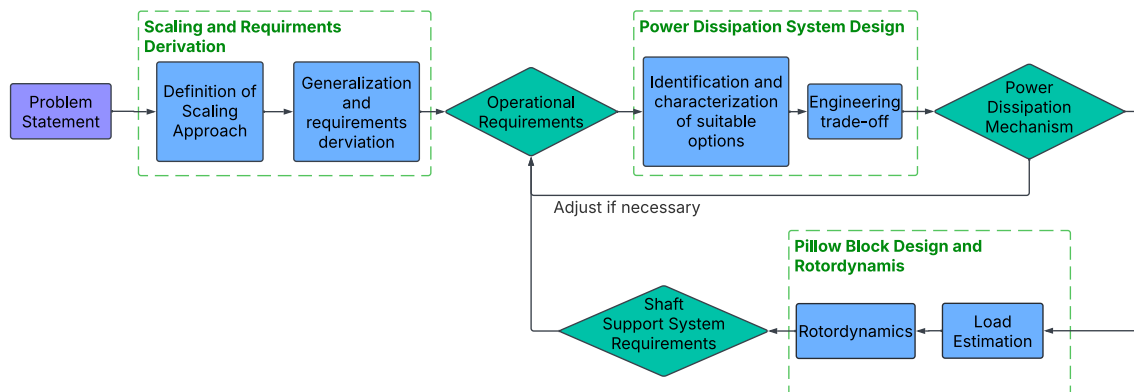 Scaling and Requirments
Derivation
Power Dissipation System Design
Problem
Statement
Definition of
Scaling
Approach
Generalization
and
requirements
derviation
Operational
Requirements
Identification and
characterization
of suitable
options
Engineering
trade-off
Power
Dissipation
Mechanism
Adjust if necessary
Pillow Block Design and
Rotordynamis
Shaft
Support System
Requirements
Rotordynamics
Load
Estimation